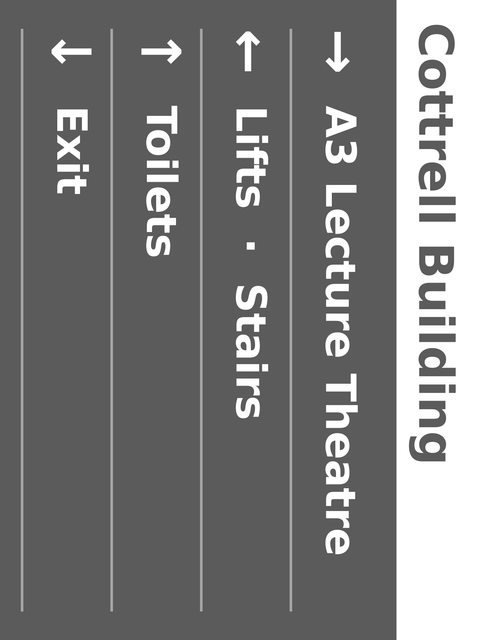 Cottrell Building
→ A3 Lecture Theatre
← Lifts · Stairs
↑ Toilets
↓ Exit